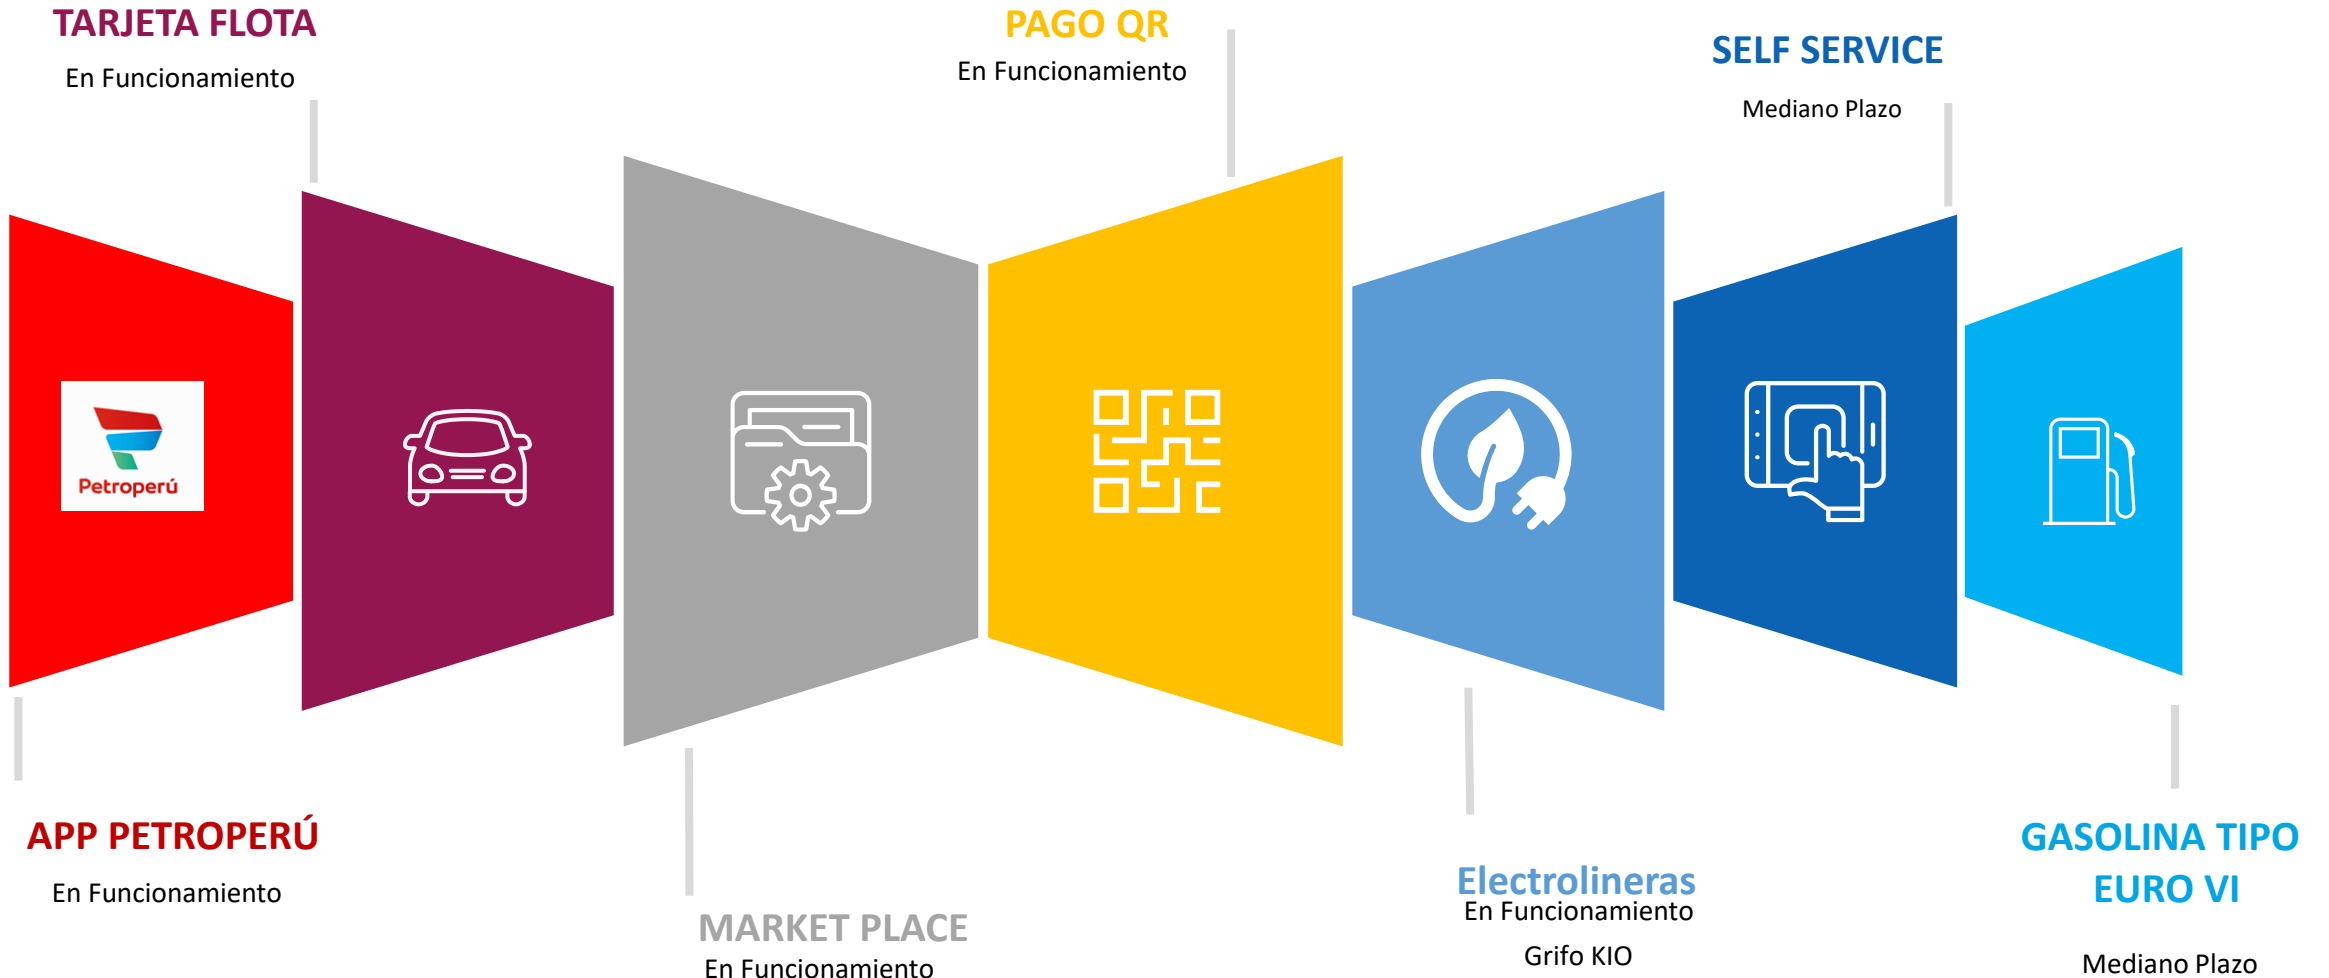 TARJETA FLOTA
En Funcionamiento
PAGO QR
En Funcionamiento
SELF SERVICE
Mediano Plazo
Petroperú
APP PETROPERÚ
En Funcionamiento
MARKET PLACE
En Funcionamiento
Electrolineras
En Funcionamiento
Grifo KIO
GASOLINA TIPO
EURO VI
Mediano Plazo